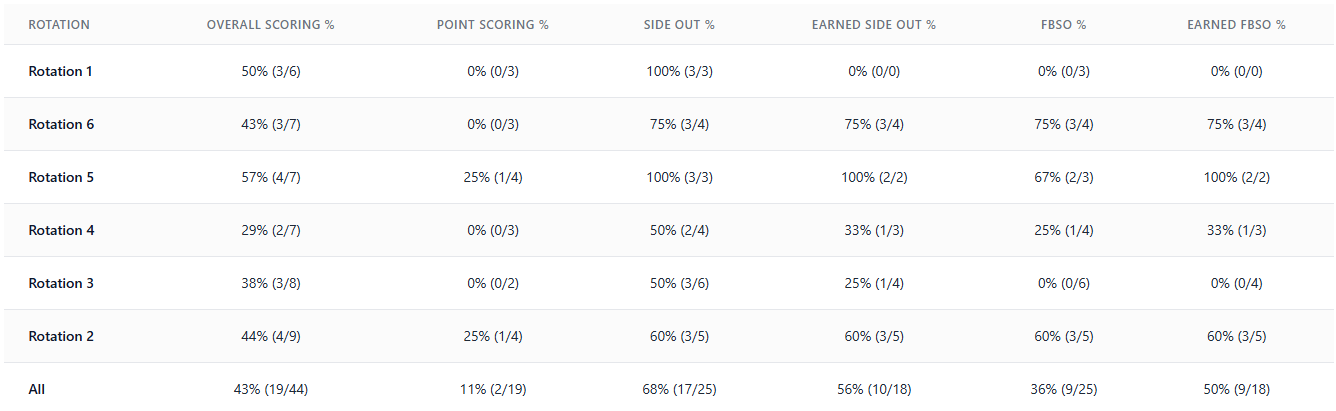 ROTATION OVERALL SCORING % POINT SCORING % SIDE OUT % EARNED SIDE OUT % FBSO % EARNED FBSO %
Rotation 1 50% (3/6) 0% (0/3) 100% (3/3) 0% (0/0) 0% (0/3) 0% (0/0)
Rotation 6 43% (3/7) 0% (0/3) 75% (3/4) 75% (3/4) 75% (3/4) 75% (3/4)
Rotation 5 57% (4/7) 25% (1/4) 100% (3/3) 100% (2/2) 67% (2/3) 100% (2/2)
Rotation 4 29% (2/7) 0% (0/3) 50% (2/4) 33% (1/3) 25% (1/4) 33% (1/3)
Rotation 3 38% (3/8) 0% (0/2) 50% (3/6) 25% (1/4) 0% (0/6) 0% (0/4)
Rotation 2 44% (4/9) 25% (1/4) 60% (3/5) 60% (3/5) 60% (3/5) 60% (3/5)
All 43% (19/44) 11% (2/19) 68% (17/25) 56% (10/18) 36% (9/25) 50% (9/18)